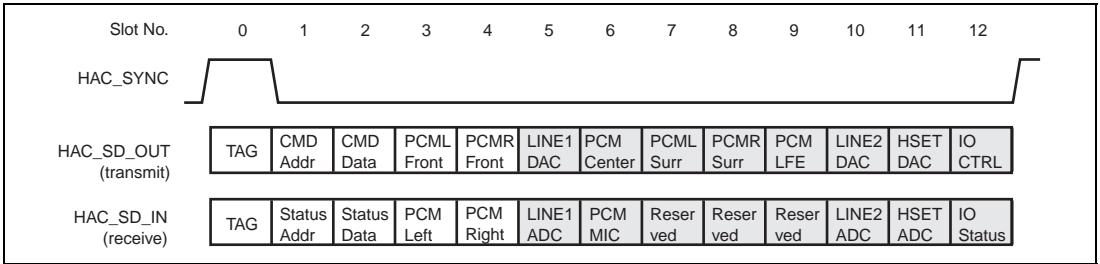 Slot No. 0 1 2 3 4 5 6 7 8 9 10 11 12
HAC_SYNC
HAC_SD_OUT
(transmit)
TAG
CMD
Addr
CMD
Data
PCML
Front
PCMR
Front
LINE1
DAC
PCM
Center
PCML
Surr
PCMR
Surr
PCM
LFE
LINE2
DAC
HSET
DAC
IO
CTRL
HAC_SD_IN
(receive)
TAG
Status
Addr
Status
Data
PCM
Left
PCM
Right
LINE1
ADC
PCM
MIC
Reser
ved
Reser
ved
Reser
ved
LINE2
ADC
HSET
ADC
IO
Status